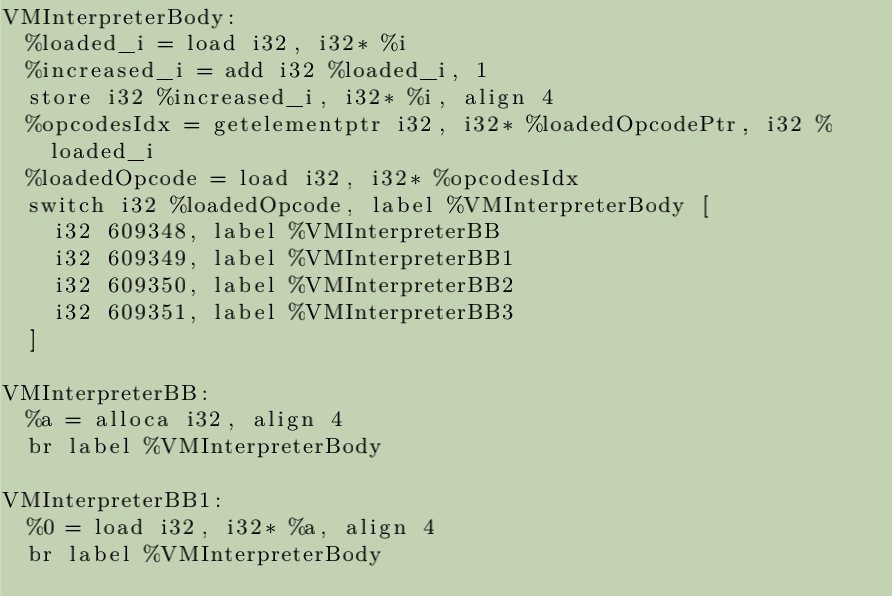 VMInterpreterBody:
%loaded_i = load i32, i32* %i
%increased_i = add i32 %loaded_i, 1
store i32 %increased_i, i32* %i, align 4
%opcodesIdx = getelementptr i32, i32* %loadedOpcodePtr, i32 %
loaded_i
%loadedOpcode = load i32, i32* %opcodesIdx
switch i32 %loadedOpcode, label %VMInterpreterBody [
i32 609348, label %VMInterpreterBB
i32 609349, label %VMInterpreterBB1
i32 609350, label %VMInterpreterBB2
i32 609351, label %VMInterpreterBB3
]
VMInterpreterBB:
%a = alloca i32, align 4
br label %VMInterpreterBody
VMInterpreterBB1:
%0 = load i32, i32* %a, align 4
br label %VMInterpreterBody